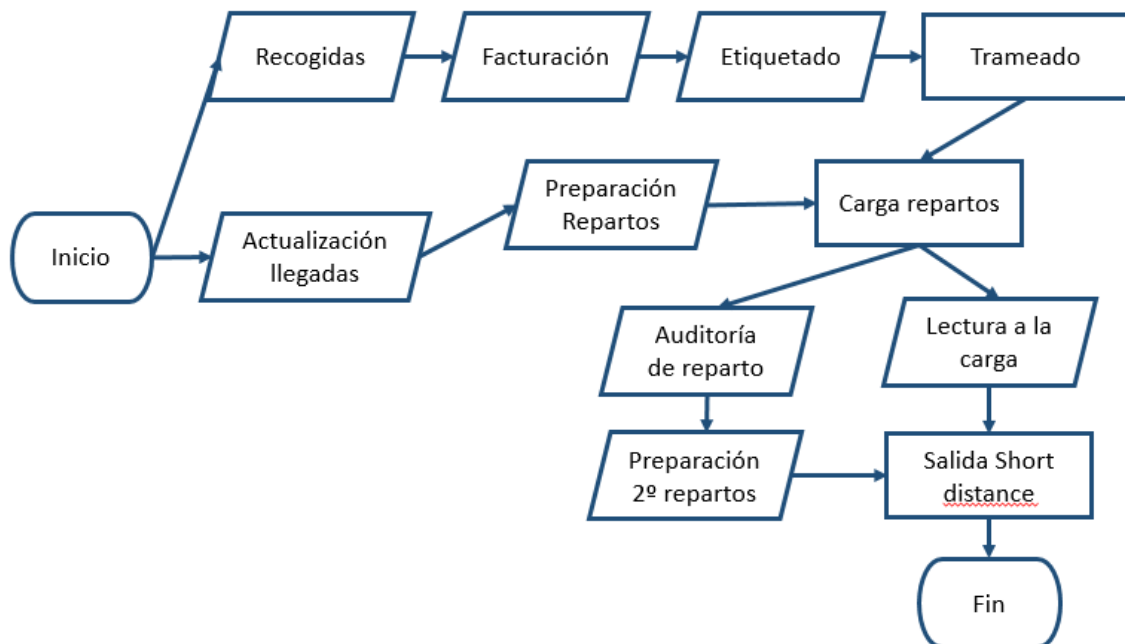 Recogidas
Facturación
Etiquetado
Trameado
Preparación
Repartos
Carga repartos
Inicio
Actualización
llegadas
Auditoría
de reparto
Lectura a la
carga
Preparación
2º repartos
Salida Short
distance
Fin